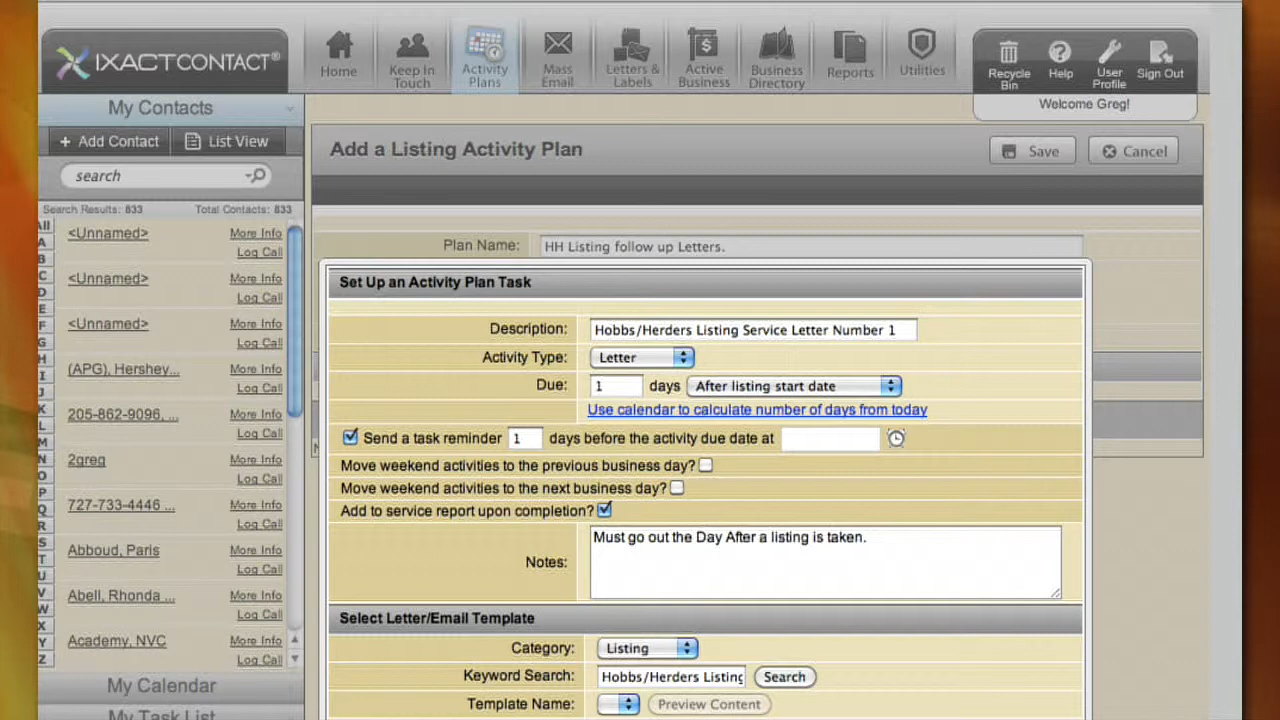 IXACTCONTACT®
Home
Keep In Touch
Activity Plans
Mass Email
Letters & Labels
Active Business
Business Directory
Reports
Utilities
Recycle Bin
Help
User Profile
Sign Out
Welcome Greg!
My Contacts
+ Add Contact
List View
search
Search Results: 833
Total Contacts: 833
All
A
B
C
D
E
F
G
H
I
J
K
L
M
N
O
P
Q
R
S
T
U
V
W
X
Y
Z
<Unnamed> More Info
Log Call
<Unnamed> More Info
Log Call
<Unnamed> More Info
Log Call
(APG), Hershey... More Info
Log Call
205-862-9096, ... More Info
Log Call
2greg More Info
Log Call
727-733-4446 ... More Info
Log Call
Abboud, Paris More Info
Log Call
Abell, Rhonda ... More Info
Log Call
Academy, NVC More Info
Log Call
My Calendar
My Task List
Add a Listing Activity Plan
Save
Cancel
Plan Name: HH Listing follow up Letters.
Set Up an Activity Plan Task
Description: Hobbs/Herders Listing Service Letter Number 1
Activity Type: Letter
Due: 1 days After listing start date
Use calendar to calculate number of days from today
Send a task reminder 1 days before the activity due date at
Move weekend activities to the previous business day?
Move weekend activities to the next business day?
Add to service report upon completion?
Notes: Must go out the Day After a listing is taken.
Select Letter/Email Template
Category: Listing
Keyword Search: Hobbs/Herders Listing Search
Template Name: Preview Content